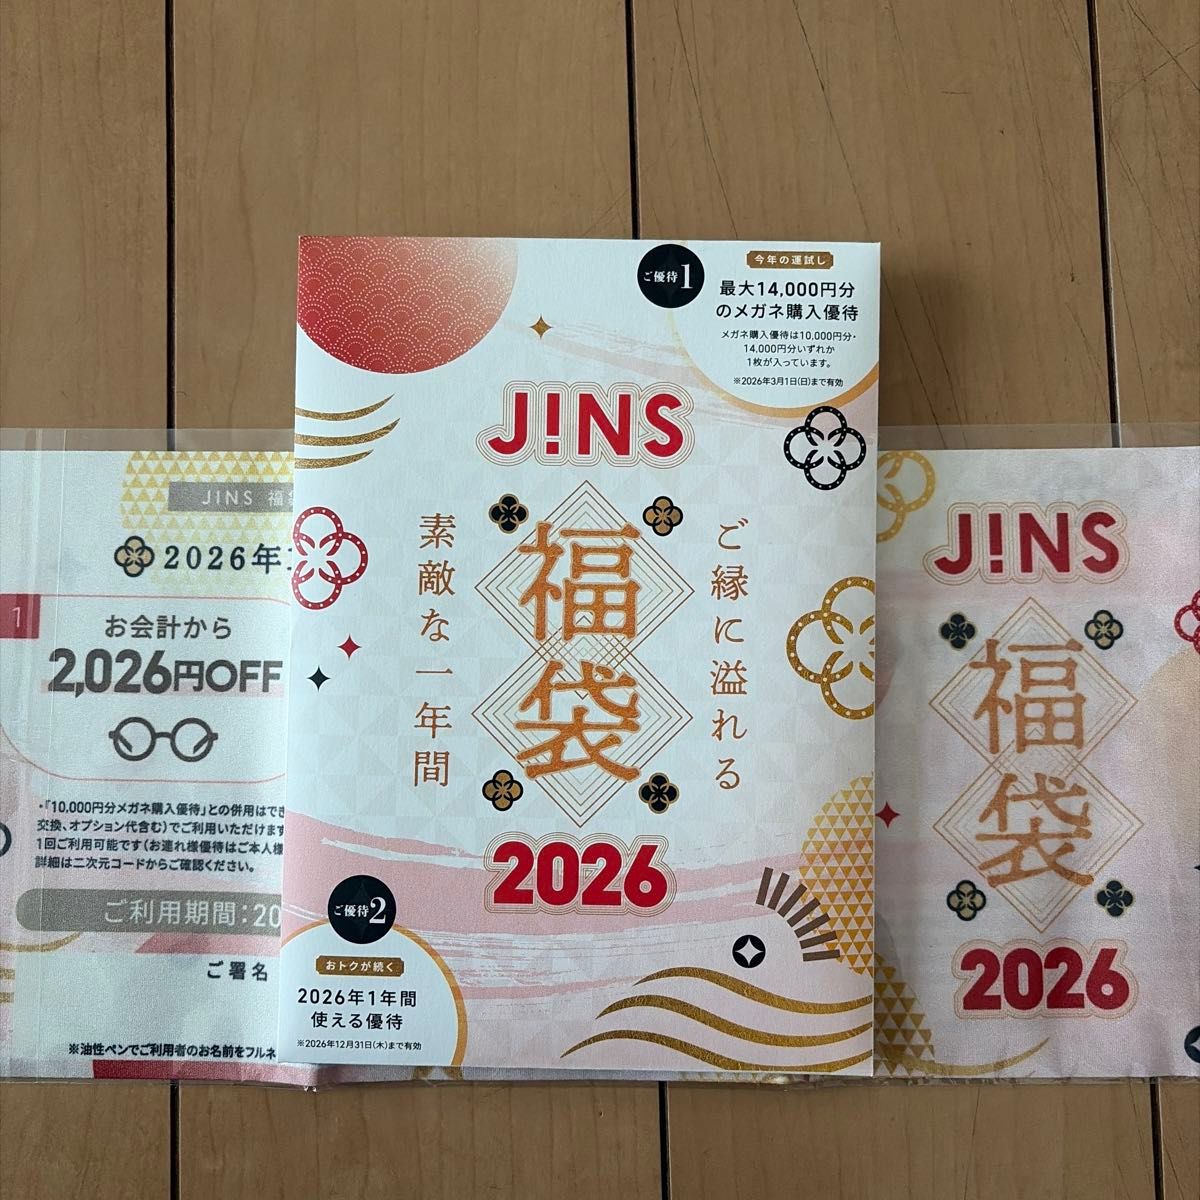 ご優待1
今年の運試し
最大14,000円分
のメガネ購入優待
メガネ購入優待は10,000円分・
14,000円分いずれか
1枚が入っています。
※2026年3月1日(日)まで有効
J!NS
福袋
ご縁に溢れる
素敵な一年間
2026
ご優待2
おトクが続く
2026年1年間
使える優待
※2026年12月31日(木)まで有効
JINS 福
2026年
1
お会計から
2,026円OFF
・「10,000円分メガネ購入優待」との併用はでき
交換、オプション代含む)でご利用いただけます
1回ご利用可能です(お連れ様優待はご本人様
詳細は二次元コードからご確認ください。
ご利用期間:20
ご署名
※油性ペンでご利用者のお名前をフルネ
J!NS
福袋
2026